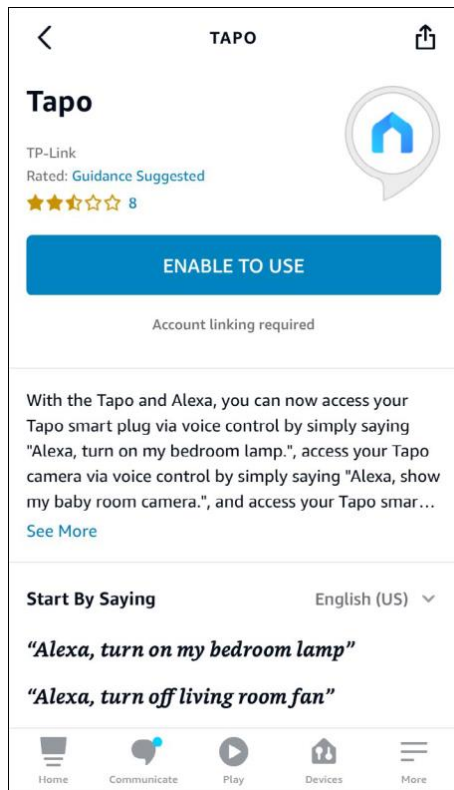 TAPO
Tapo
TP-Link
Rated: Guidance Suggested
8
ENABLE TO USE
Account linking required
With the Tapo and Alexa, you can now access your
Tapo smart plug via voice control by simply saying
"Alexa, turn on my bedroom lamp.", access your Tapo
camera via voice control by simply saying "Alexa, show
my baby room camera.", and access your Tapo smar...
See More
Start By Saying English (US)
“Alexa, turn on my bedroom lamp”
“Alexa, turn off living room fan”
Home Communicate Play Devices More